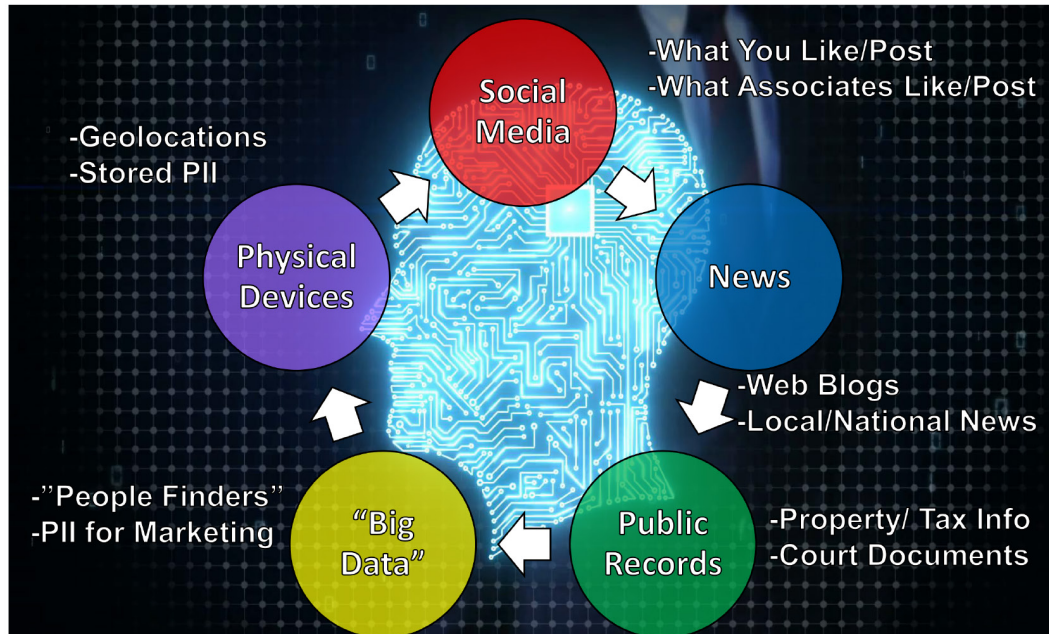 Social
Media
-What You Like/Post
-What Associates Like/Post
News
-Web Blogs
-Local/National News
Public
Records
-Property/ Tax Info
-Court Documents
“Big
Data”
-”People Finders”
-PII for Marketing
Physical
Devices
-Geolocations
-Stored PII